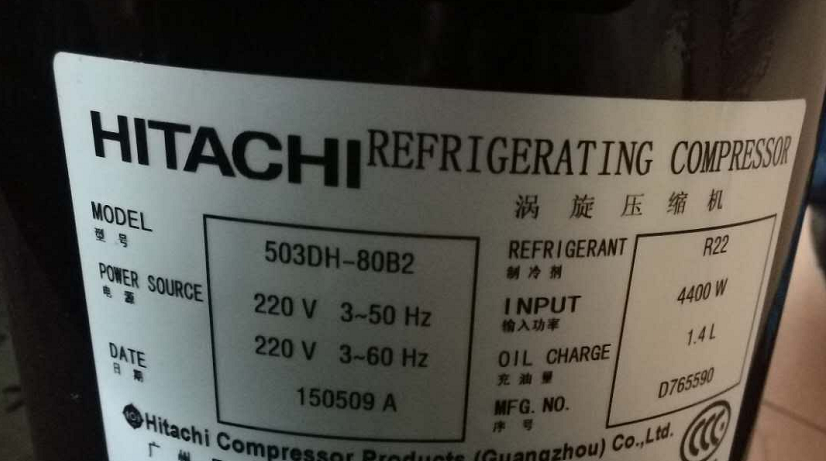 HITACHI REFRIGERATING COMPRESSOR
涡旋压缩机
MODEL 503DH-80B2
型号
POWER SOURCE 220 V 3~50 Hz
电源
220 V 3~60 Hz
DATE 150509 A
日期
REFRIGERANT R22
制冷剂
INPUT 4400 W
输入功率
OIL CHARGE 1.4 L
充油量
MFG. NO. D765590
序号
Hitachi Compressor Products (Guangzhou) Co.,Ltd.
广州